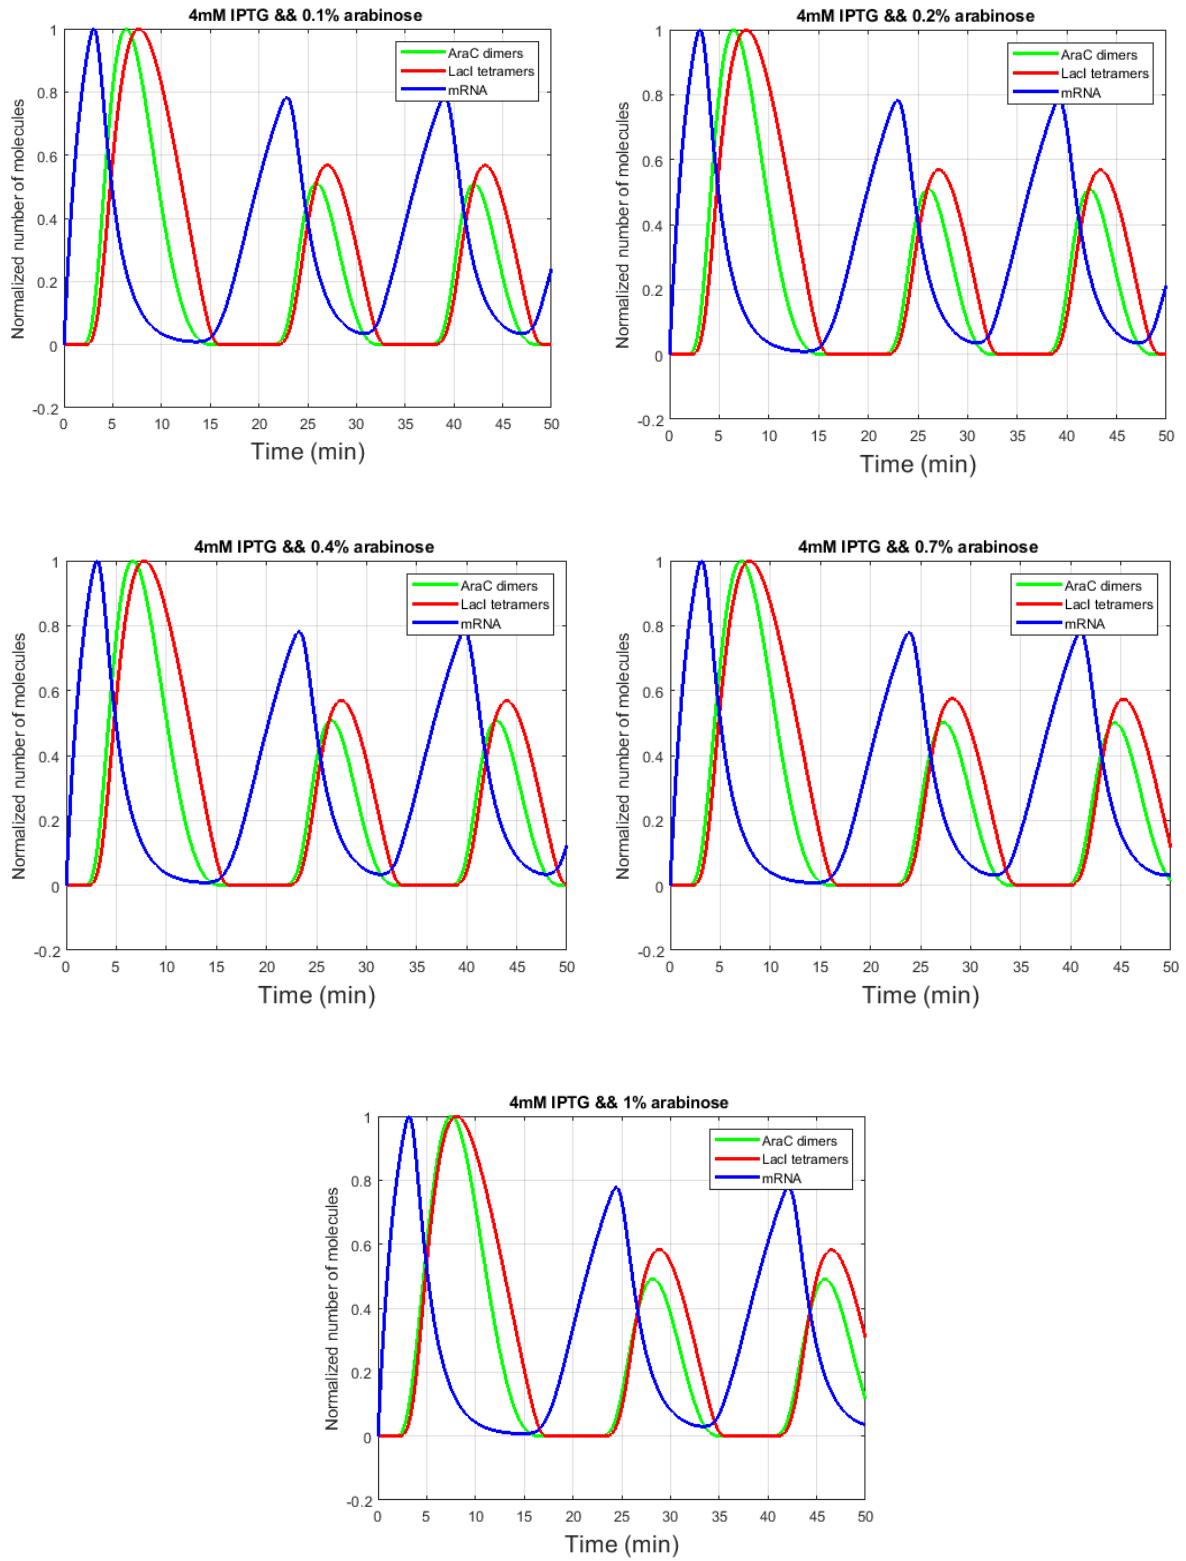 4mM IPTG && 0.1% arabinose
AraC dimers
LacI tetramers
mRNA
Normalized number of molecules
1
0.8
0.6
0.4
0.2
0
-0.2
0 5 10 15 20 25 30 35 40 45 50
Time (min)
4mM IPTG && 0.2% arabinose
AraC dimers
LacI tetramers
mRNA
Normalized number of molecules
1
0.8
0.6
0.4
0.2
0
-0.2
0 5 10 15 20 25 30 35 40 45 50
Time (min)
4mM IPTG && 0.4% arabinose
AraC dimers
LacI tetramers
mRNA
Normalized number of molecules
1
0.8
0.6
0.4
0.2
0
-0.2
0 5 10 15 20 25 30 35 40 45 50
Time (min)
4mM IPTG && 0.7% arabinose
AraC dimers
LacI tetramers
mRNA
Normalized number of molecules
1
0.8
0.6
0.4
0.2
0
-0.2
0 5 10 15 20 25 30 35 40 45 50
Time (min)
4mM IPTG && 1% arabinose
AraC dimers
LacI tetramers
mRNA
Normalized number of molecules
1
0.8
0.6
0.4
0.2
0
-0.2
0 5 10 15 20 25 30 35 40 45 50
Time (min)